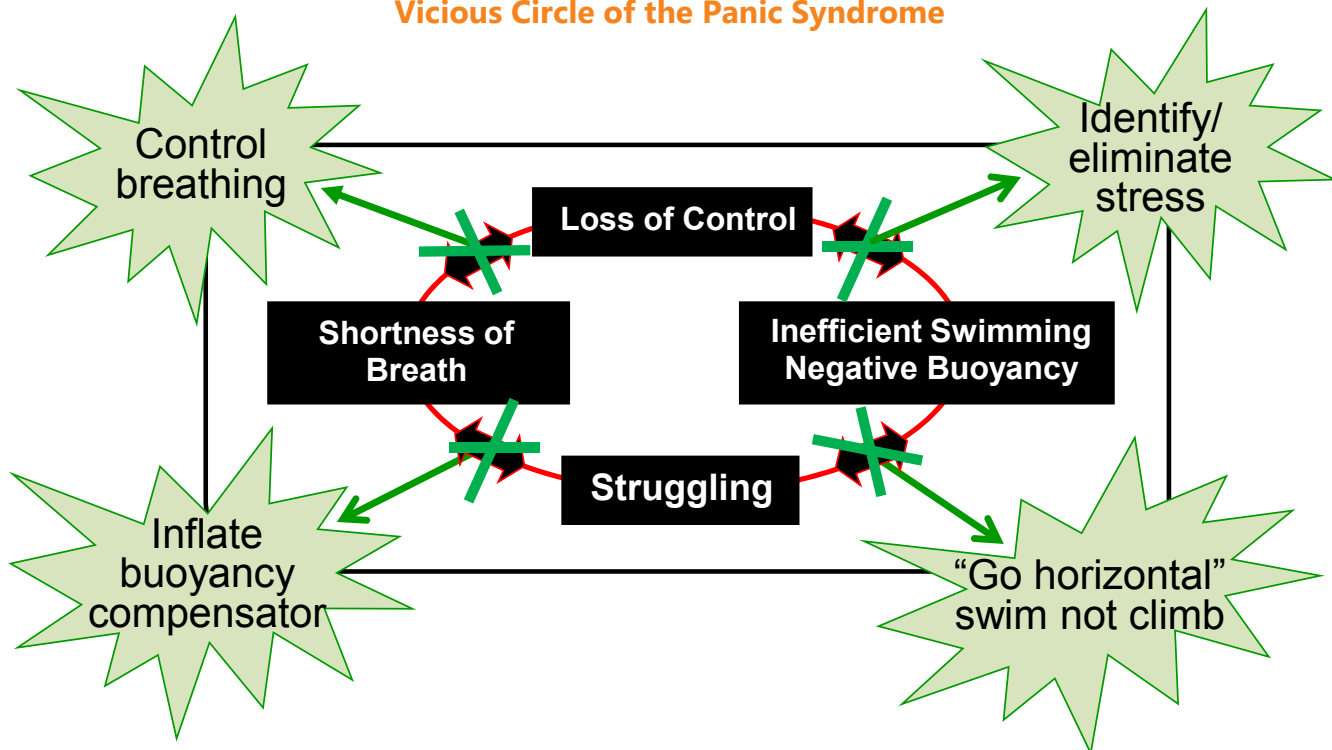 Vicious Circle of the Panic Syndrome
Control
breathing
Identify/
eliminate
stress
Loss of Control
Shortness of
Breath
Inefficient Swimming
Negative Buoyancy
Struggling
Inflate
buoyancy
compensator
“Go horizontal”
swim not climb